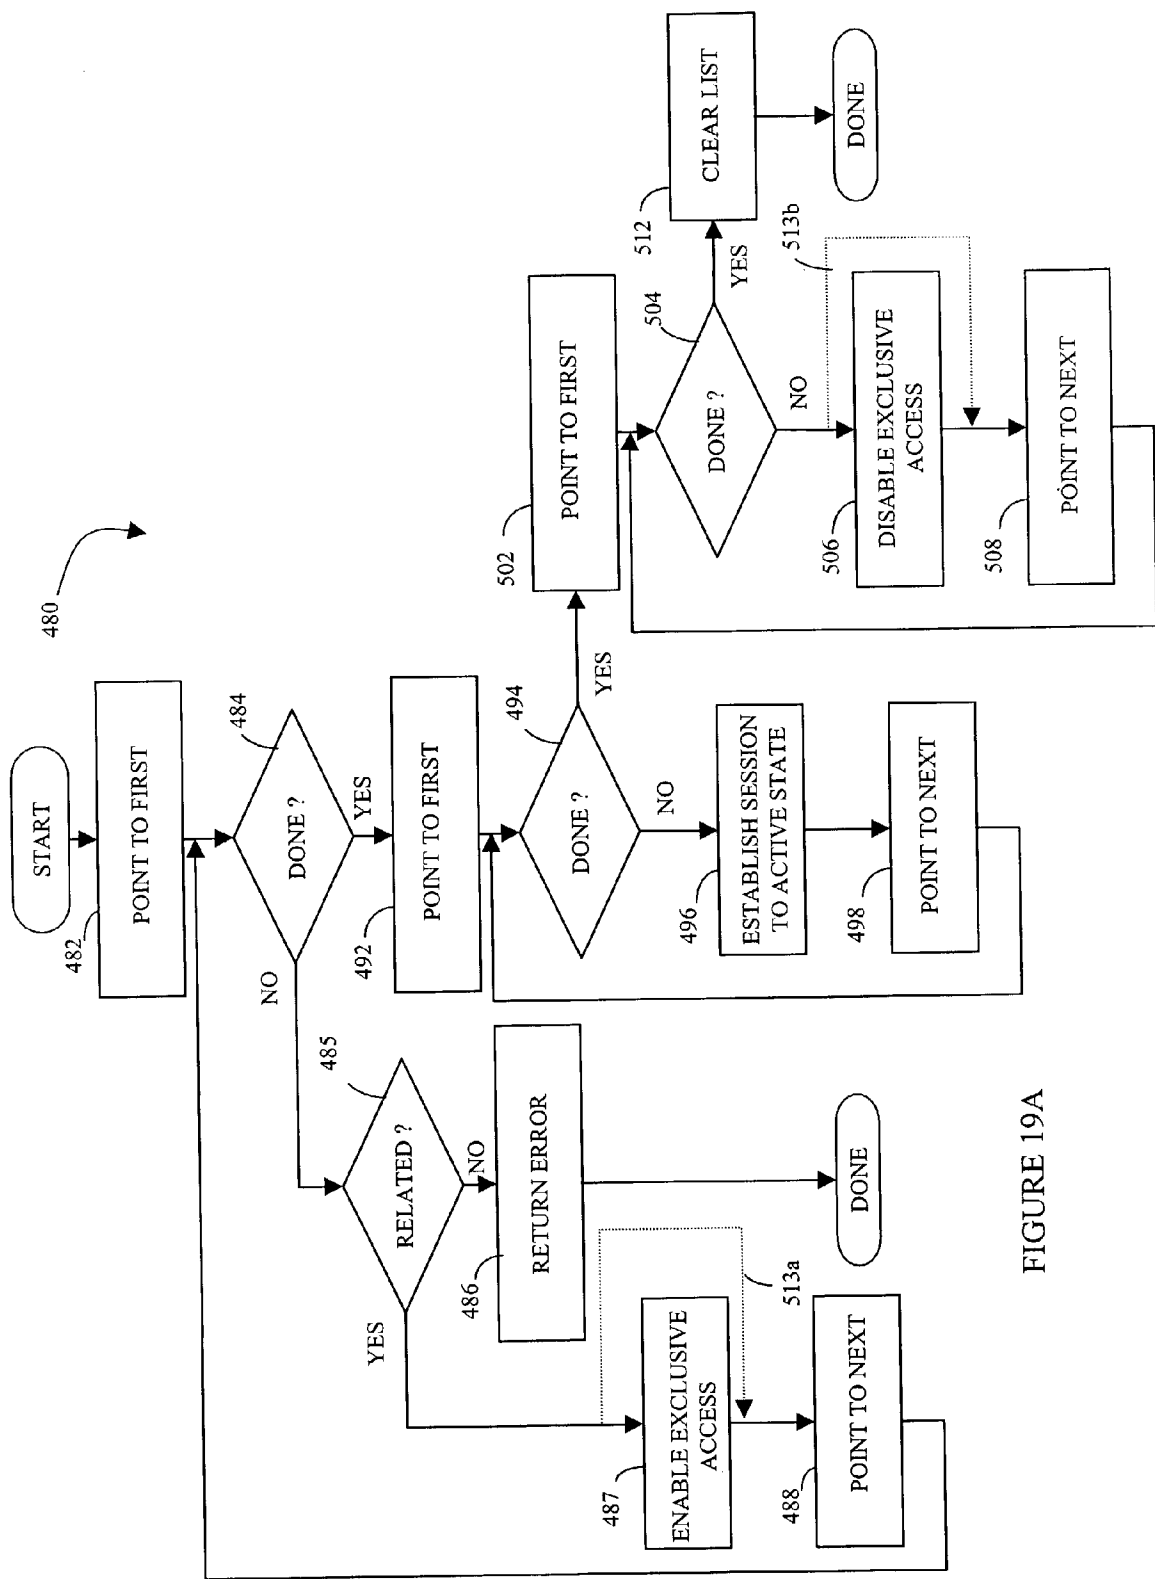 480
START
482
POINT TO FIRST
484
DONE ?
NO
YES
485
RELATED ?
YES
NO
486
RETURN ERROR
DONE
487
ENABLE EXCLUSIVE
ACCESS
513a
488
POINT TO NEXT
492
POINT TO FIRST
494
DONE ?
YES
NO
496
ESTABLISH SESSION
TO ACTIVE STATE
498
POINT TO NEXT
502
POINT TO FIRST
504
DONE ?
YES
NO
506
DISABLE EXCLUSIVE
ACCESS
513b
508
POINT TO NEXT
512
CLEAR LIST
DONE
FIGURE 19A